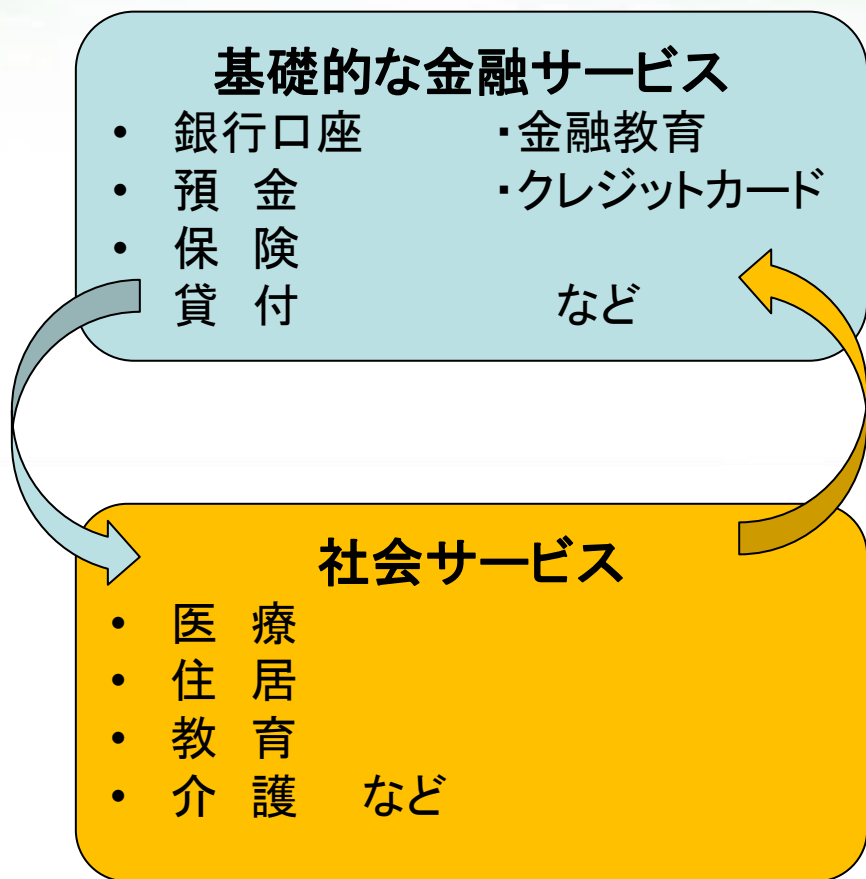 基礎的な金融サービス
• 銀行口座 ・金融教育
• 預 金 ・クレジットカード
• 保 険
貸 付 など
社会サービス
• 医 療
• 住 居
• 教 育
• 介 護 など